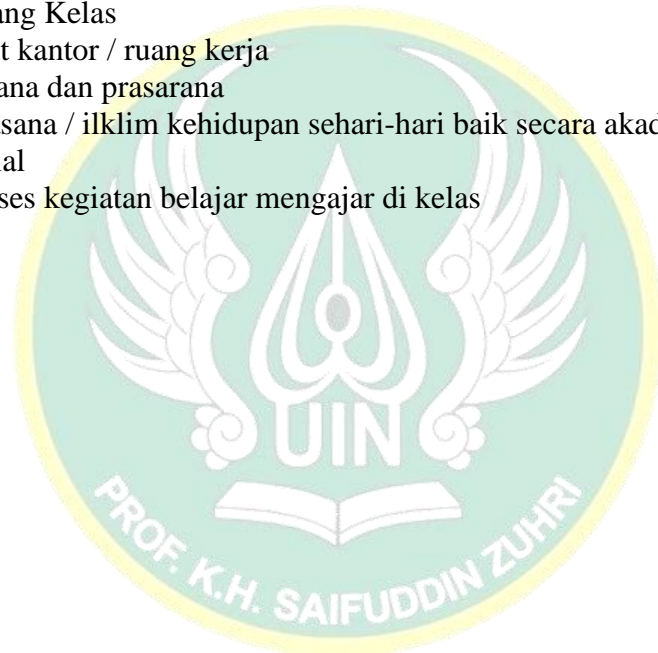 ang Kelas
t kantor / ruang kerja
ana dan prasarana
asana / ilklim kehidupan sehari-hari baik secara akad
al
ses kegiatan belajar mengajar di kelas
UIN
PROF. K.H. SAIFUDDIN ZUHRI